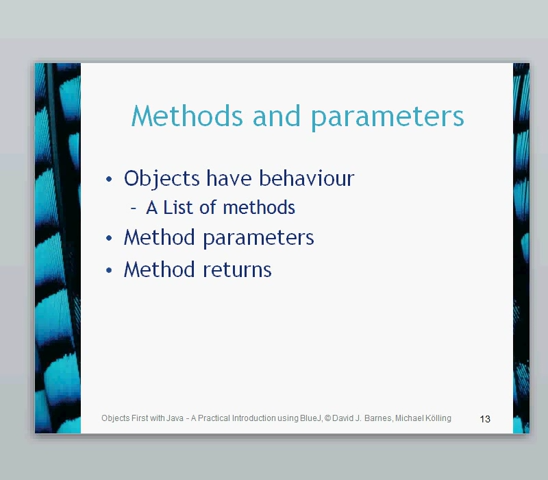 Methods and parameters
• Objects have behaviour
– A List of methods
• Method parameters
• Method returns
Objects First with Java - A Practical Introduction using BlueJ, © David J. Barnes, Michael Kölling
13